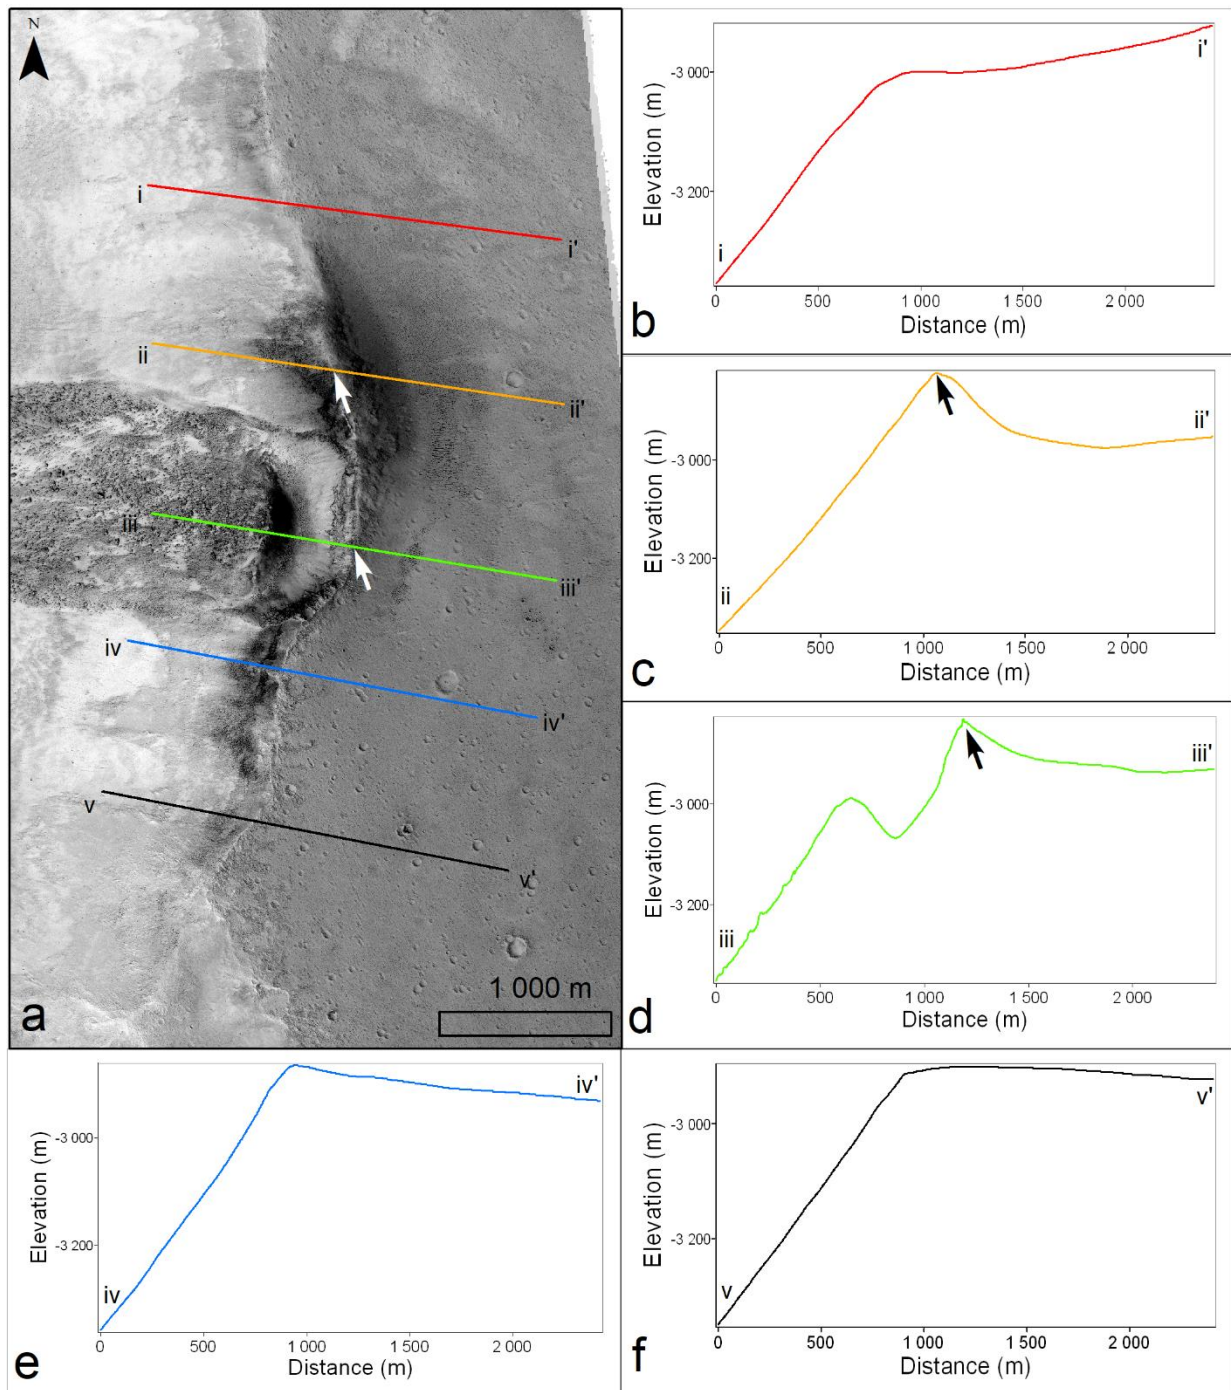 N
i
i'
ii
ii'
iii
iii'
iv
iv'
v
v'
1 000 m
a
Elevation (m)
-3 000
-3 200
i
i'
0 500 1 000 1 500 2 000
Distance (m)
b
Elevation (m)
-3 000
-3 200
ii
ii'
0 500 1 000 1 500 2 000
Distance (m)
c
Elevation (m)
-3 000
-3 200
iii
iii'
0 500 1 000 1 500 2 000
Distance (m)
d
Elevation (m)
-3 000
-3 200
iv
iv'
0 500 1 000 1 500 2 000
Distance (m)
e
Elevation (m)
-3 000
-3 200
v
v'
0 500 1 000 1 500 2 000
Distance (m)
f